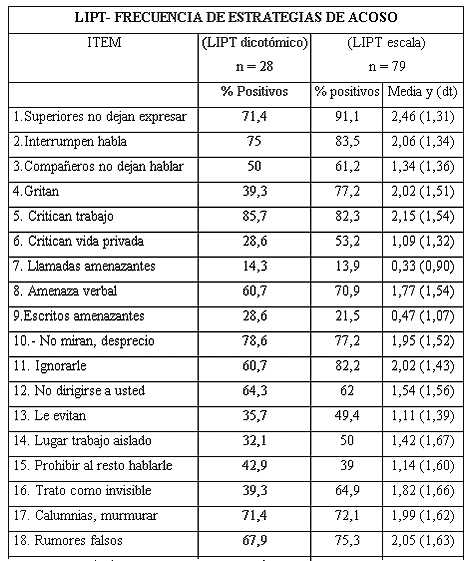 LIPT- FRECUENCIA DE ESTRATEGIAS DE ACOSO
ITEM (LIPT dicotómico) (LIPT escala)
n = 28 n = 79
% Positivos % positivos Media y (dt)
1.Superiores no dejan expresar 71,4 91,1 2,46 (1,31)
2.Interrumpen habla 75 83,5 2,06 (1,34)
3.Compañeros no dejan hablar 50 61,2 1,34 (1,36)
4.Gritan 39,3 77,2 2,02 (1,51)
5. Critican trabajo 85,7 82,3 2,15 (1,54)
6. Critican vida privada 28,6 53,2 1,09 (1,32)
7. Llamadas amenazantes 14,3 13,9 0,33 (0,90)
8. Amenaza verbal 60,7 70,9 1,77 (1,54)
9.Escritos amenazantes 28,6 21,5 0,47 (1,07)
10.- No miran, desprecio 78,6 77,2 1,95 (1,52)
11. Ignorarle 60,7 82,2 2,02 (1,43)
12. No dirigirse a usted 64,3 62 1,54 (1,56)
13. Le evitan 35,7 49,4 1,11 (1,39)
14. Lugar trabajo aislado 32,1 50 1,42 (1,67)
15. Prohibir al resto hablarle 42,9 39 1,14 (1,60)
16. Trato como invisible 39,3 64,9 1,82 (1,66)
17. Calumnias, murmurar 71,4 72,1 1,99 (1,62)
18. Rumores falsos 67,9 75,3 2,05 (1,63)